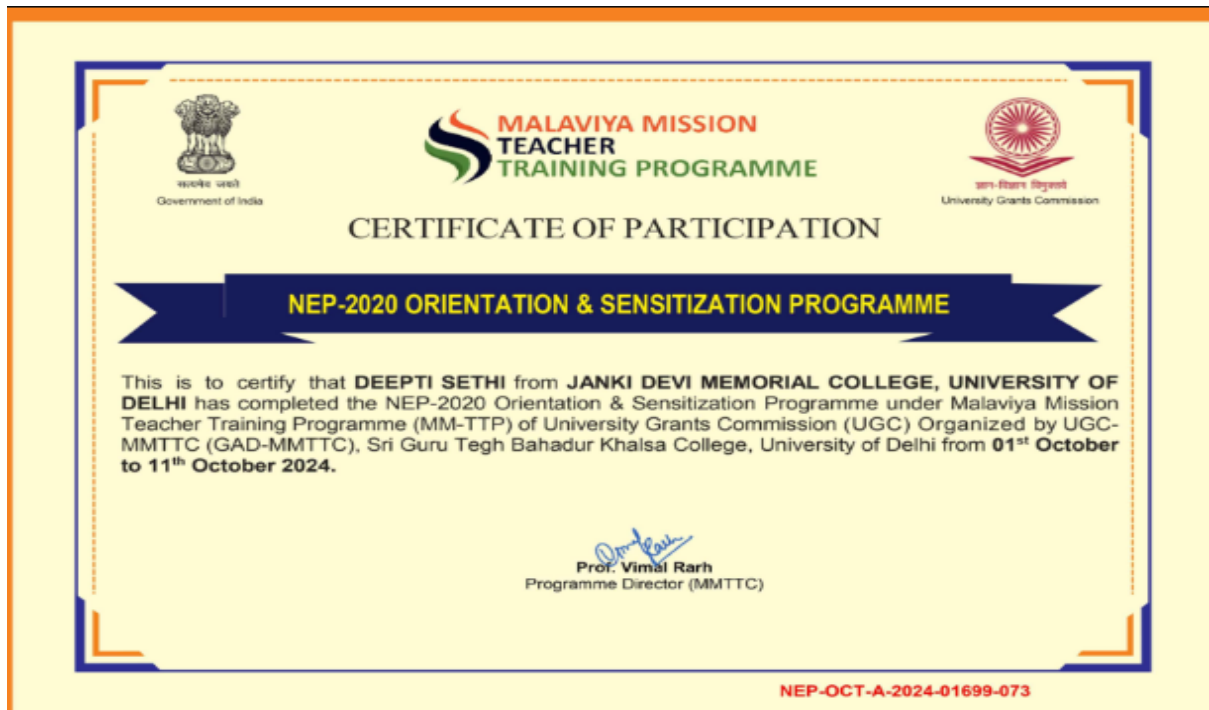 MALAVIYA MISSION
TEACHER
TRAINING PROGRAMME
सत्यमेव जयते
Government of India
ज्ञान-विज्ञान विमुक्तये
University Grants Commission
CERTIFICATE OF PARTICIPATION
NEP-2020 ORIENTATION & SENSITIZATION PROGRAMME
This is to certify that DEEPTI SETHI from JANKI DEVI MEMORIAL COLLEGE, UNIVERSITY OF
DELHI has completed the NEP-2020 Orientation & Sensitization Programme under Malaviya Mission
Teacher Training Programme (MM-TTP) of University Grants Commission (UGC) Organized by UGC-
MMTTC (GAD-MMTTC), Sri Guru Tegh Bahadur Khalsa College, University of Delhi from 01st October
to 11th October 2024.
Prof. Vimal Rarh
Programme Director (MMTTC)
NEP-OCT-A-2024-01699-073